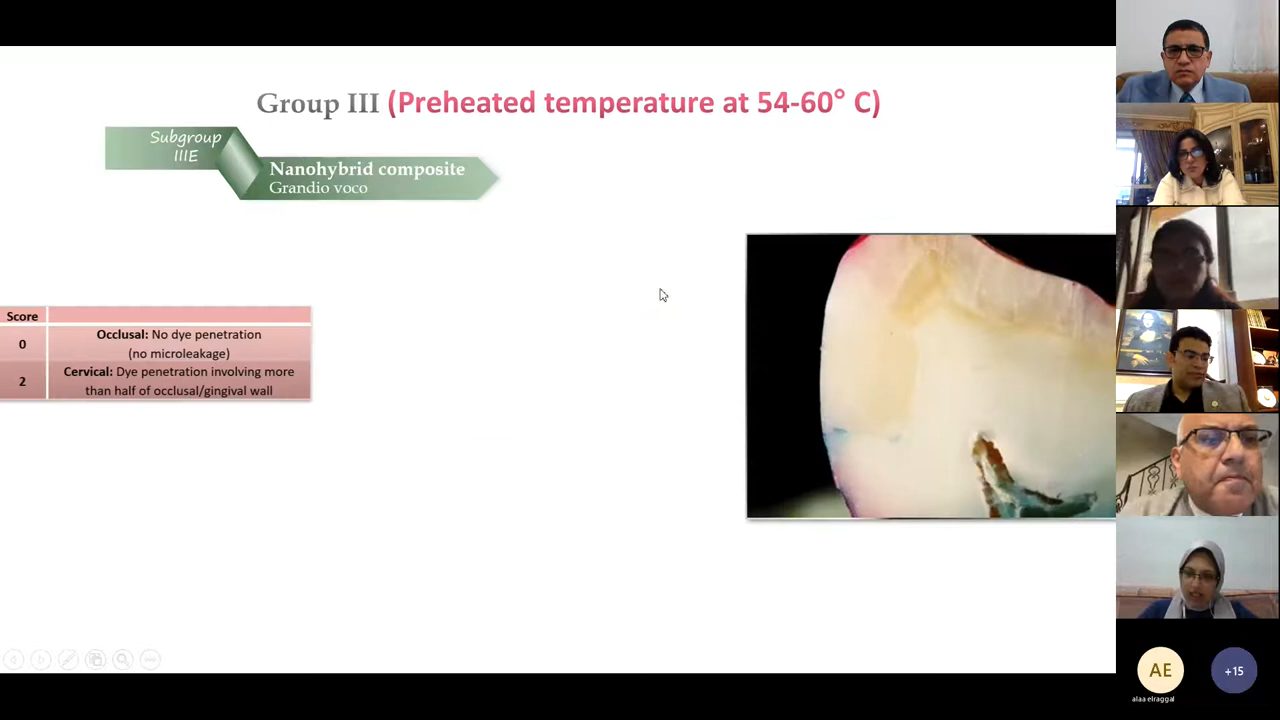 Group III (Preheated temperature at 54-60° C)
Subgroup
IIIE
Nanohybrid composite
Grandio voco
Score
0
Occlusal: No dye penetration
(no microleakage)
2
Cervical: Dye penetration involving more
than half of occlusal/gingival wall
AE
+15
alaa elraggal